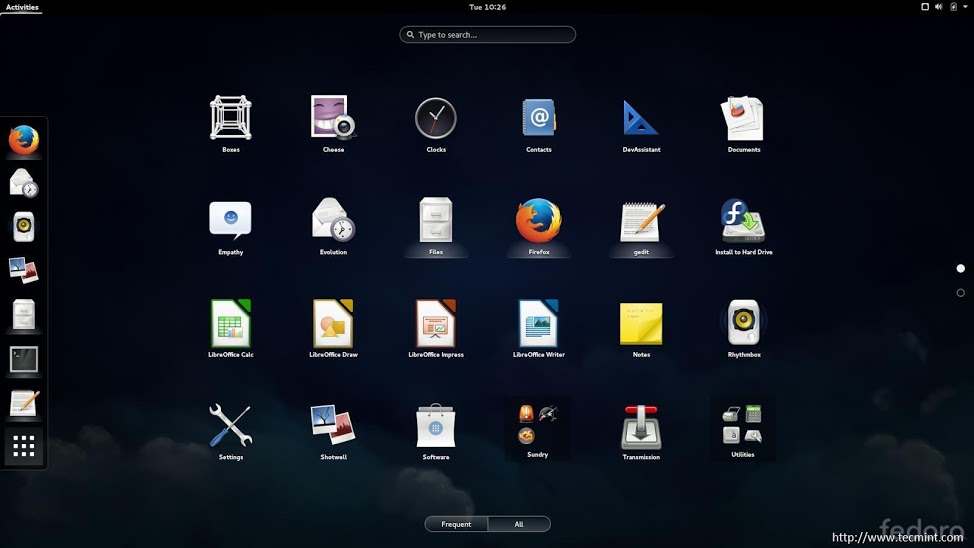 Activities
Tue 10:26
Type to search...
Boxes
Cheese
Clocks
Contacts
DevAssistant
Documents
Empathy
Evolution
Files
Firefox
gedit
Install to Hard Drive
LibreOffice Calc
LibreOffice Draw
LibreOffice Impress
LibreOffice Writer
Notes
Rhythmbox
Settings
Shotwell
Software
Sundry
Transmission
Utilities
Frequent
All
fedora
http://www.tecmint.com